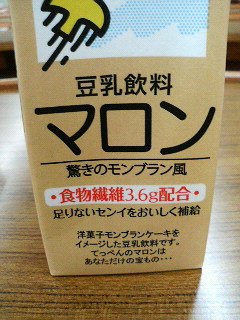 豆乳飲料
マロン
驚きのモンブラン風
・食物繊維3.6g配合・
足りないセンイをおいしく補給
洋菓子モンブランケーキを
イメージした豆乳飲料です。
てっぺんのマロンは
あなただけの宝もの・・・